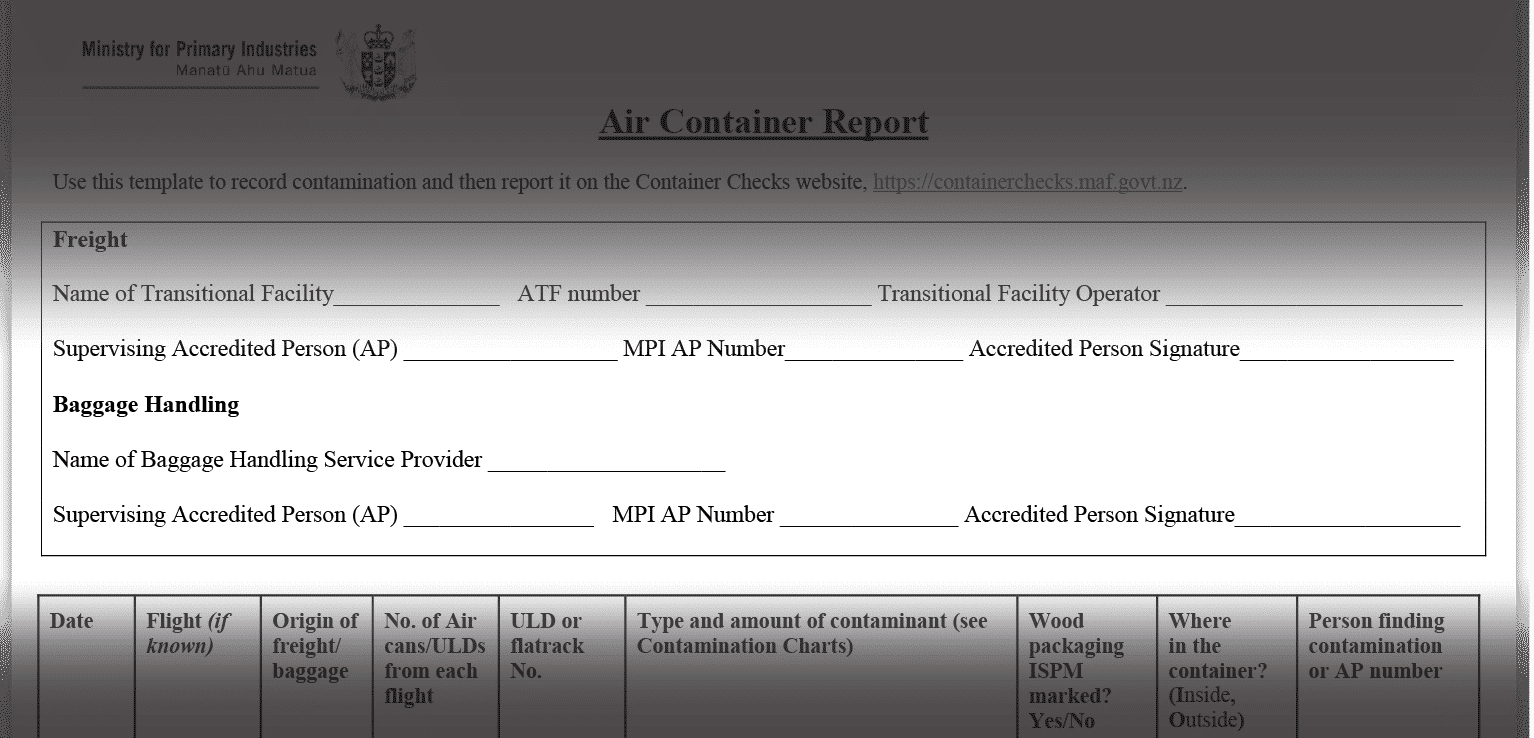 Ministry for Primary Industries
Manatū Ahu Matua
Air Container Report
Use this template to record contamination and then report it on the Container Checks website, https://containerchecks.maf.govt.nz.
Freight
Name of Transitional Facility______________ ATF number ___________________ Transitional Facility Operator _________________________
Supervising Accredited Person (AP) __________________ MPI AP Number_______________ Accredited Person Signature__________________
Baggage Handling
Name of Baggage Handling Service Provider ____________________
Supervising Accredited Person (AP) ________________ MPI AP Number _______________ Accredited Person Signature___________________
Date
Flight (if
known)
Origin of
freight/
baggage
No. of Air
cans/ULDs
from each
flight
ULD or
flatrack
No.
Type and amount of contaminant (see
Contamination Charts)
Wood
packaging
ISPM
marked?
Yes/No
Where
in the
container?
(Inside,
Outside)
Person finding
contamination
or AP number